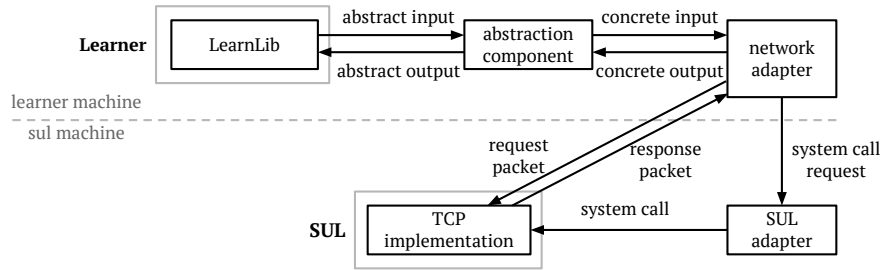 abstract input
concrete input
Learner
LearnLib
abstraction
component
network
adapter
abstract output
concrete output
learner machine
sul machine
request
packet
response
packet
system call
request
SUL
TCP
implementation
system call
SUL
adapter